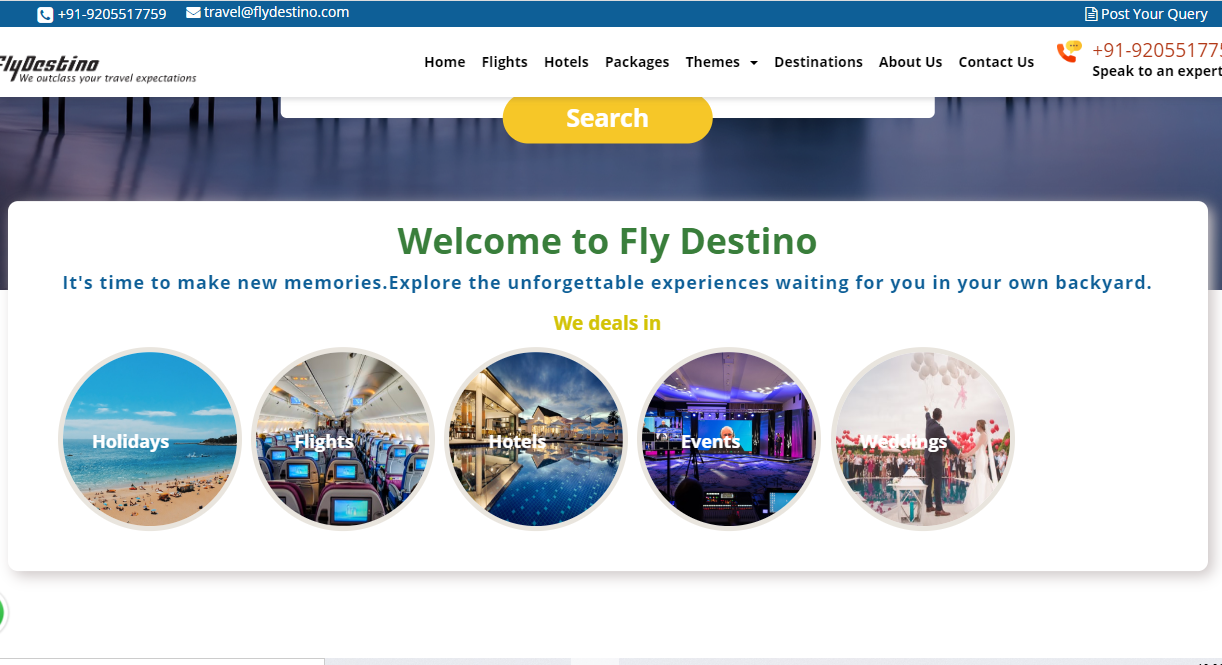 +91-9205517759 travel@flydestino.com Post Your Query
FlyDestino
We outclass your travel expectations
Home Flights Hotels Packages Themes Destinations About Us Contact Us
+91-920551775
Speak to an expert
Search
Welcome to Fly Destino
It's time to make new memories.Explore the unforgettable experiences waiting for you in your own backyard.
We deals in
Holidays Flights Hotels Events Weddings